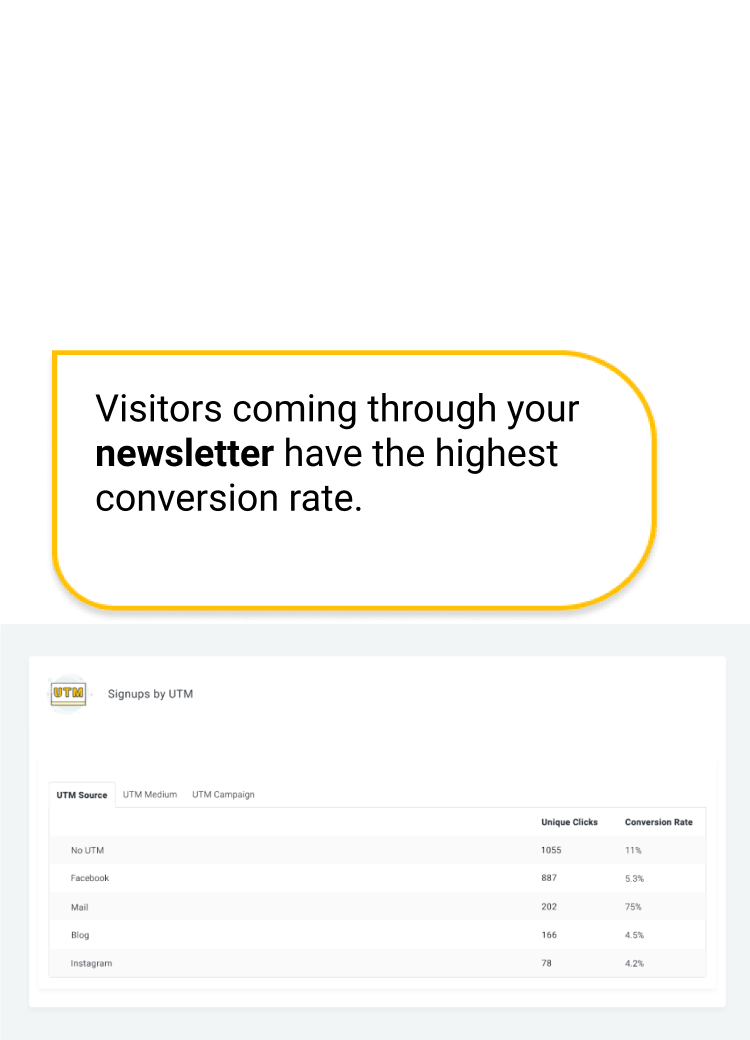 Visitors coming through your
newsletter have the highest
conversion rate.
UTM Signups by UTM
UTM Source UTM Medium UTM Campaign
Unique Clicks Conversion Rate
No UTM 1055 11%
Facebook 887 5.3%
Mail 202 75%
Blog 166 4.5%
Instagram 78 4.2%